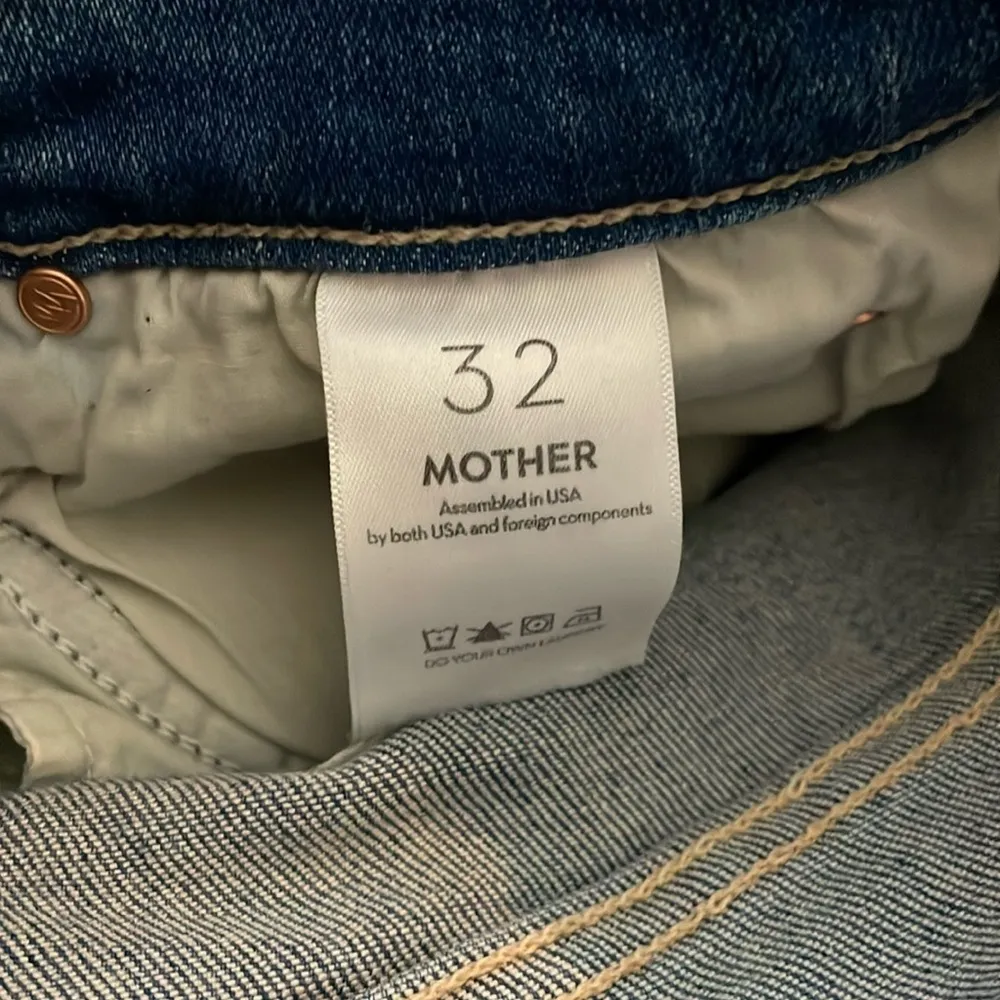 32
MOTHER
Assembled in USA
by both USA and foreign components
DO YOUR OWN LAUNDRY